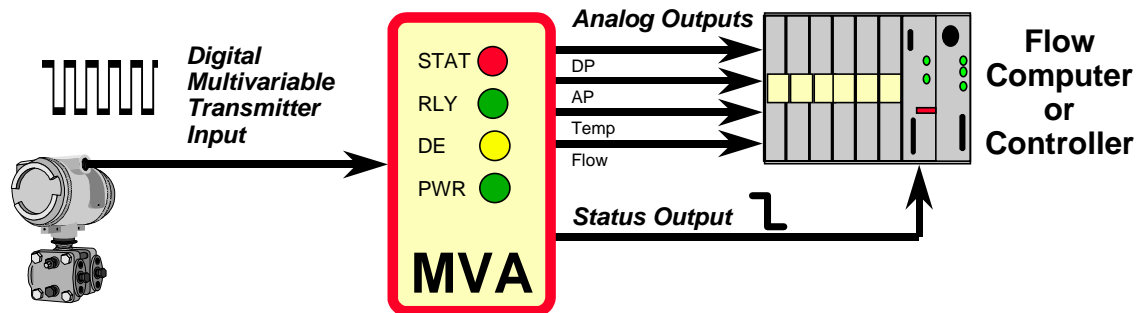 Digital
Multivariable
Transmitter
Input
STAT
RLY
DE
PWR
MVA
Analog Outputs
DP
AP
Temp
Flow
Status Output
Flow
Computer
or
Controller